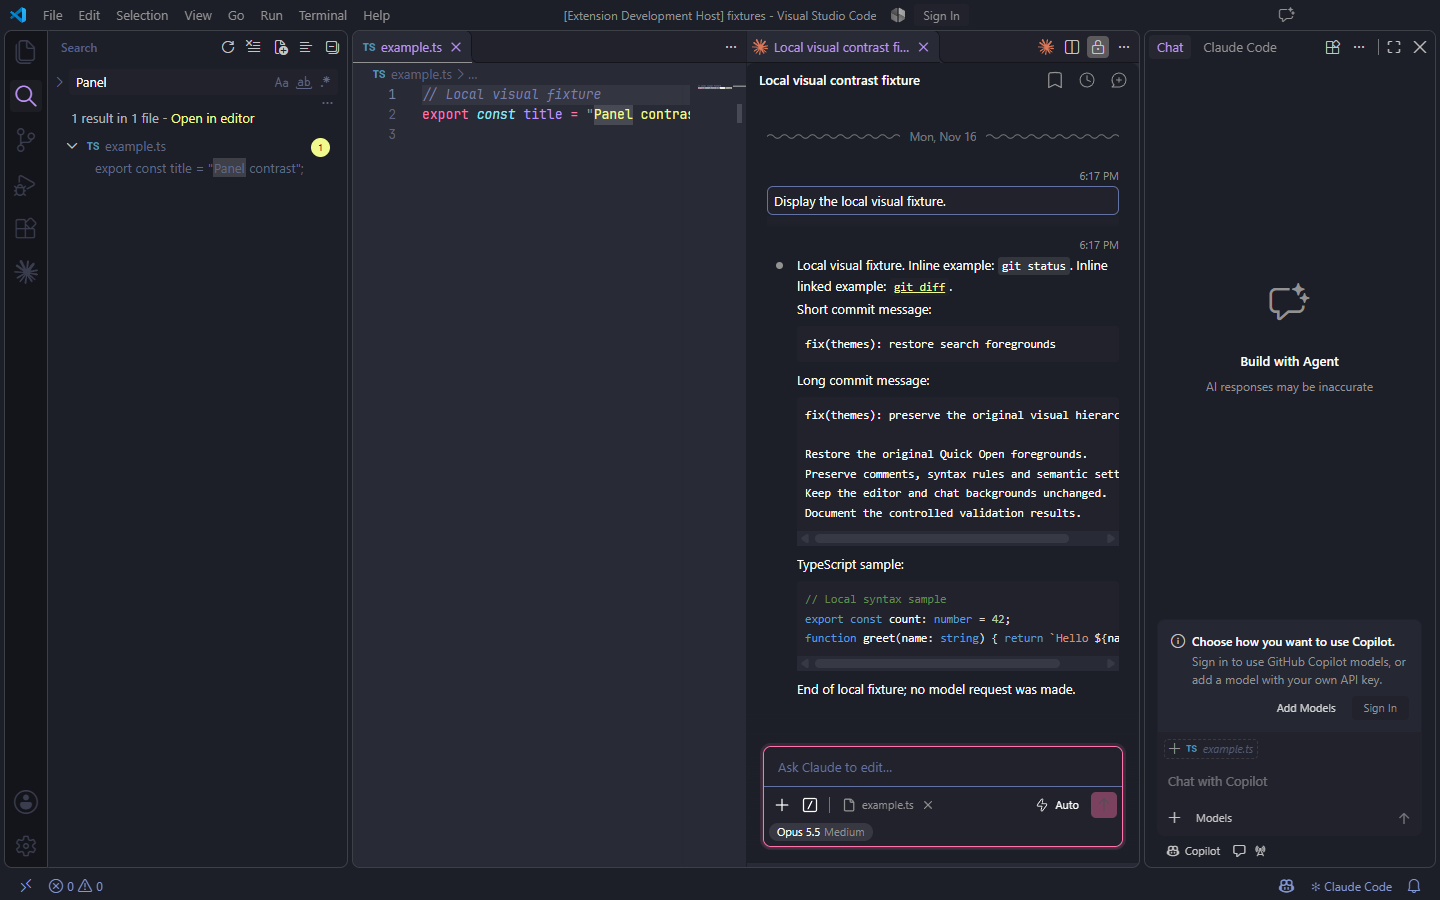 File Edit Selection View Go Run Terminal Help
[Extension Development Host] fixtures - Visual Studio Code
Sign In
Search
Panel
Aa ab .*
1 result in 1 file - Open in editor
TS example.ts
1
export const title = "Panel contrast";
TS example.ts
TS example.ts > ...
1 // Local visual fixture
2 export const title = "Panel contras
3
Local visual contrast fi...
Local visual contrast fixture
Mon, Nov 16
6:17 PM
Display the local visual fixture.
6:17 PM
Local visual fixture. Inline example: git status. Inline
linked example: git diff.
Short commit message:
fix(themes): restore search foregrounds
Long commit message:
fix(themes): preserve the original visual hierarc
Restore the original Quick Open foregrounds.
Preserve comments, syntax rules and semantic sett
Keep the editor and chat backgrounds unchanged.
Document the controlled validation results.
TypeScript sample:
// Local syntax sample
export const count: number = 42;
function greet(name: string) { return `Hello ${na
End of local fixture; no model request was made.
Ask Claude to edit...
example.ts
Auto
Opus 5.5 Medium
Chat Claude Code
Build with Agent
AI responses may be inaccurate
Choose how you want to use Copilot.
Sign in to use GitHub Copilot models, or
add a model with your own API key.
Add Models Sign In
TS example.ts
Chat with Copilot
Models
Copilot
0 0
Claude Code